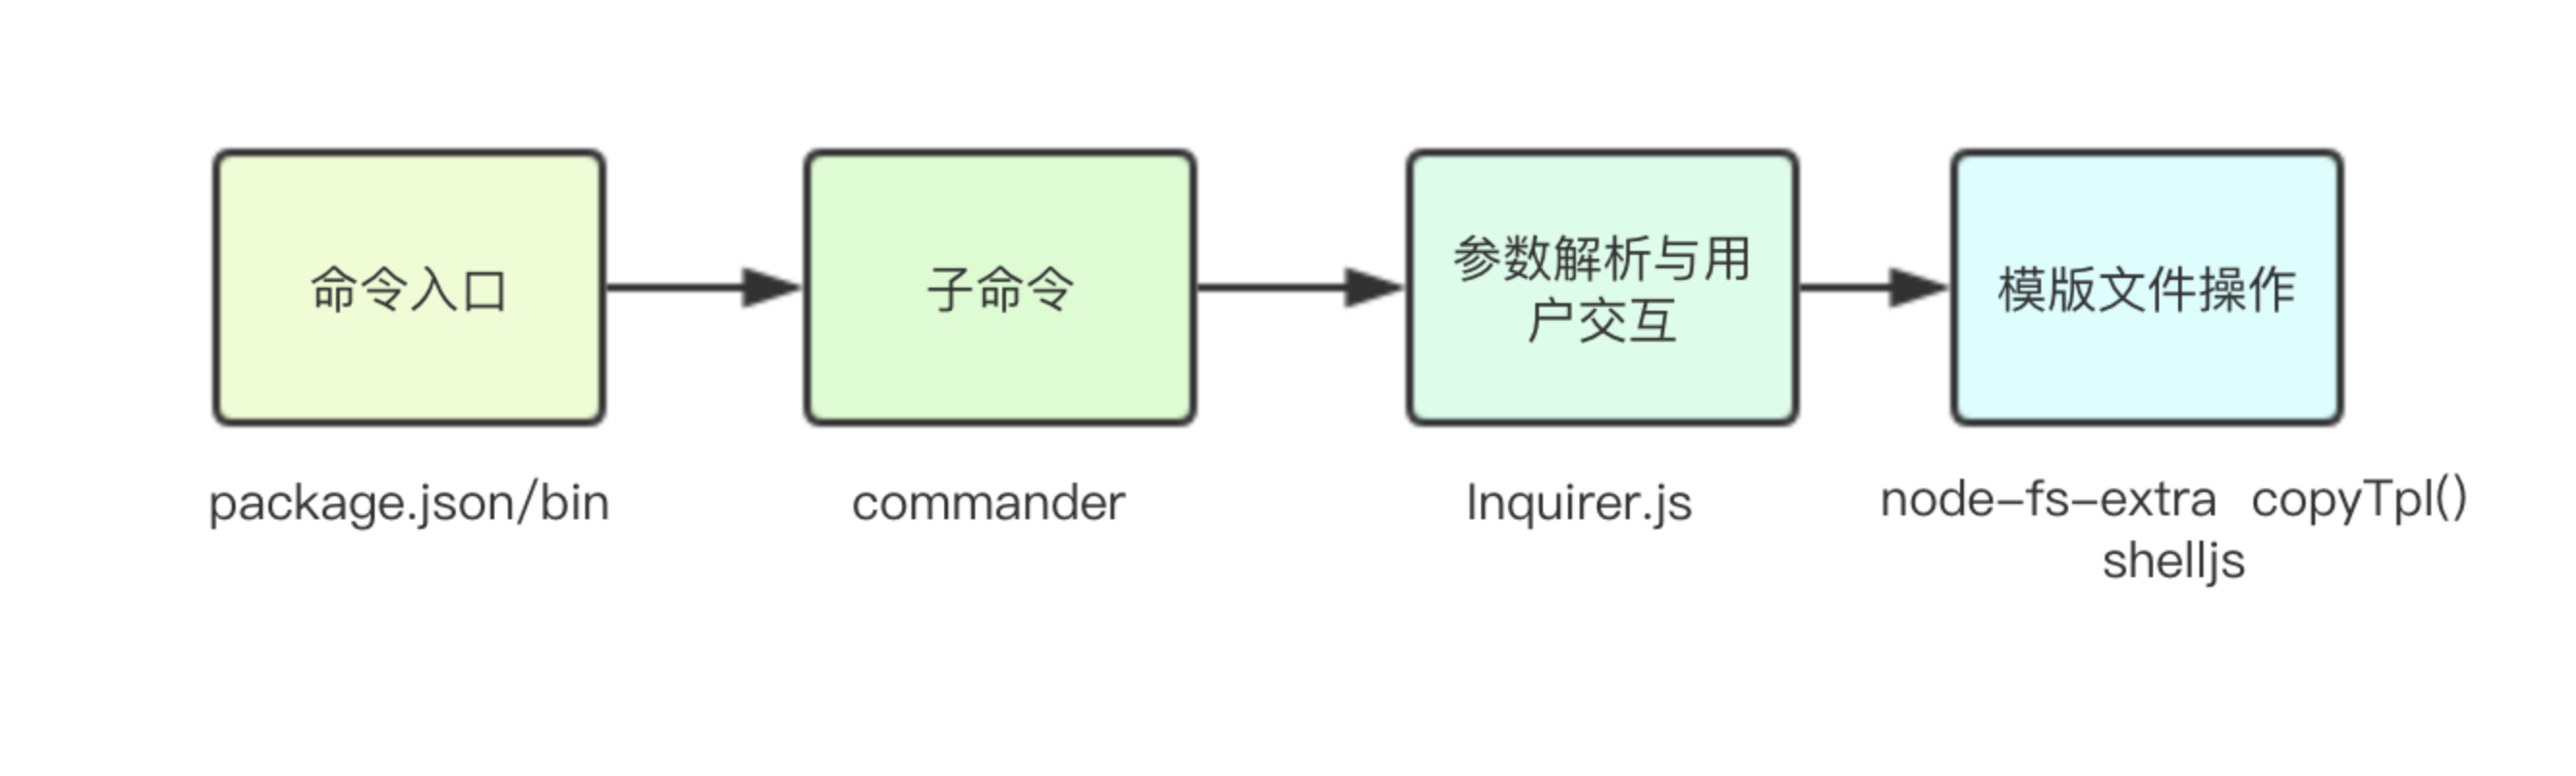 命令入口
子命令
参数解析与用
户交互
模版文件操作
package.json/bin
commander
Inquirer.js
node-fs-extra copyTpl()
shelljs